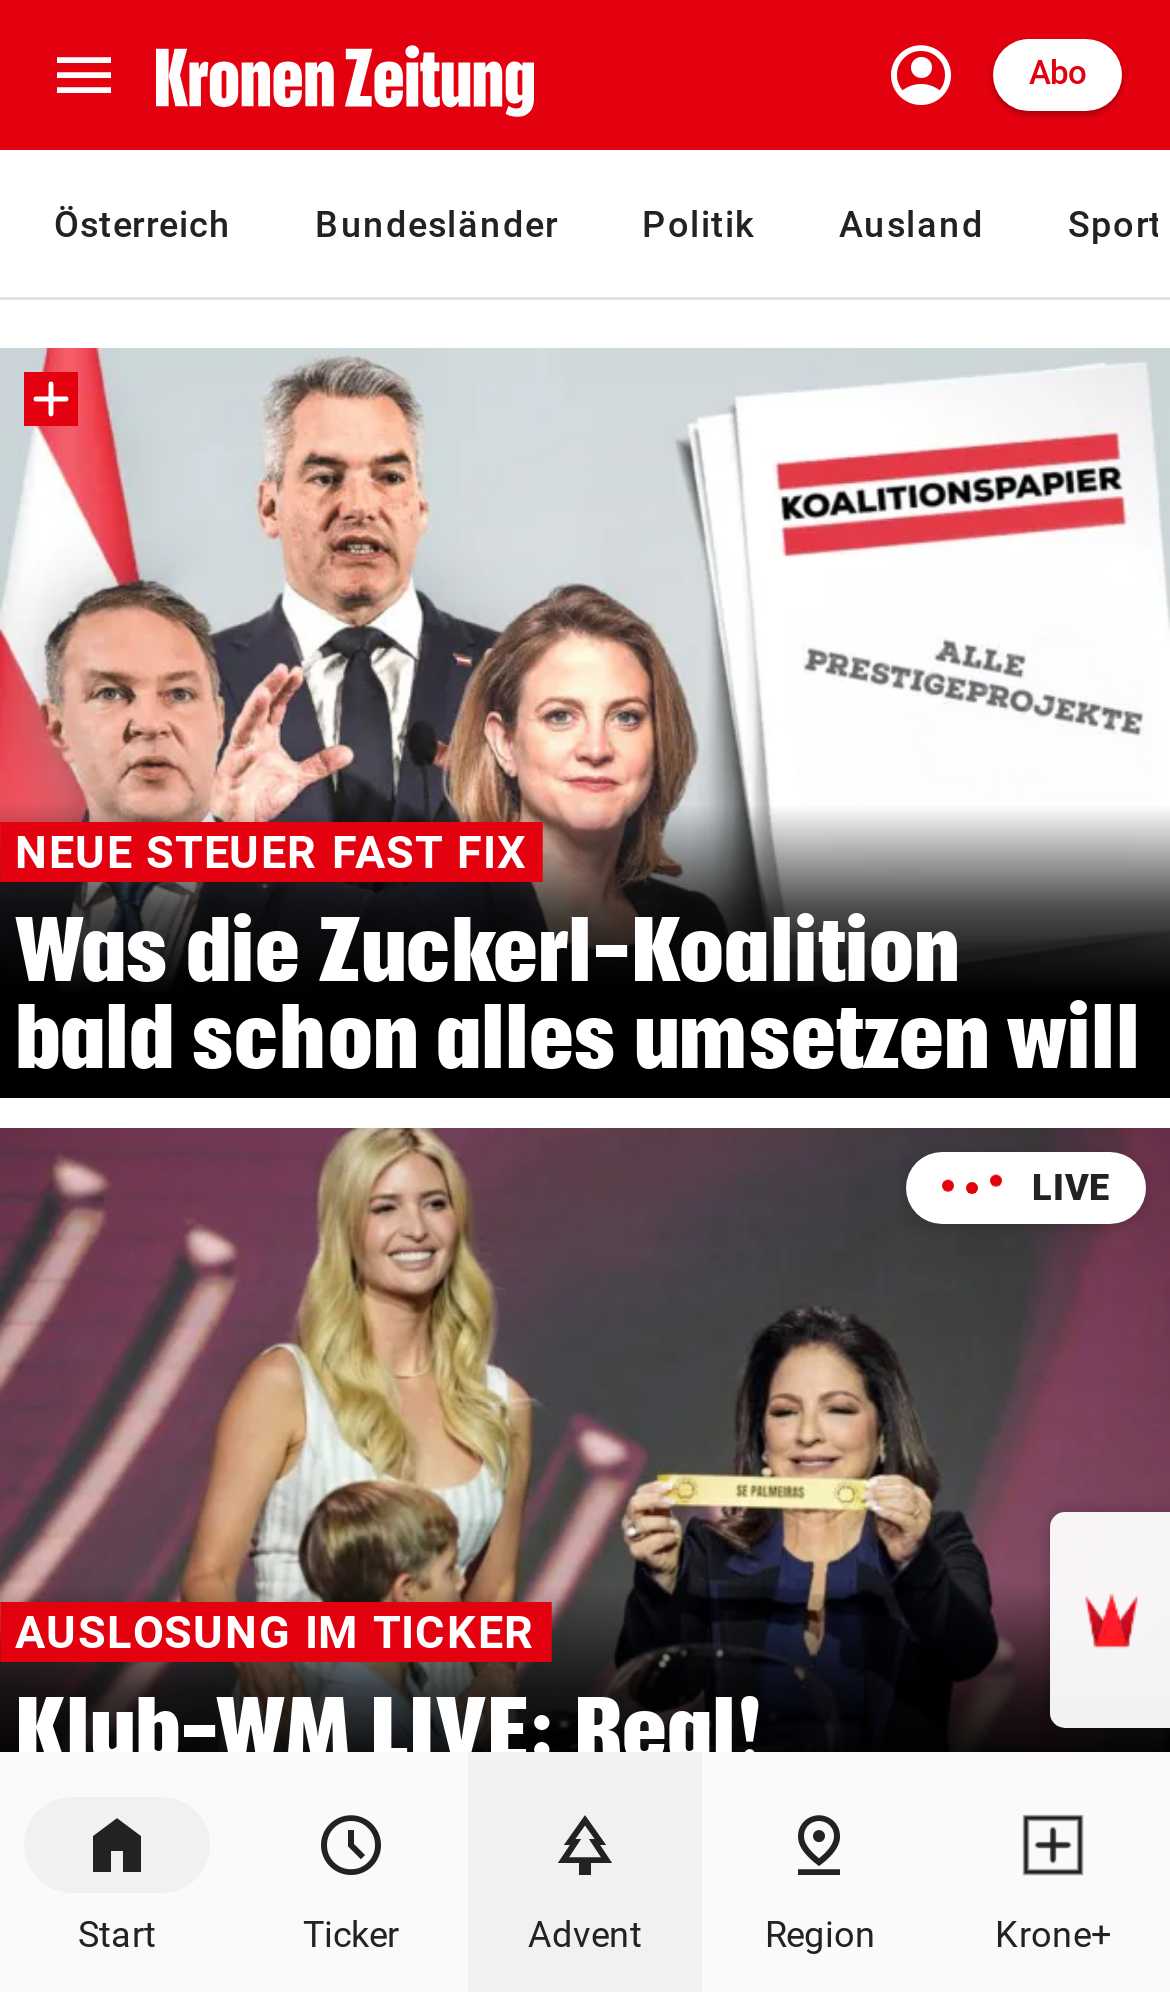 Kronen Zeitung
Abo
Österreich Bundesländer Politik Ausland Sport
KOALITIONSPAPIER
ALLE
PRESTIGEPROJEKTE
NEUE STEUER FAST FIX
Was die Zuckerl-Koalition
bald schon alles umsetzen will
LIVE
SE PALMEIRAS
AUSLOSUNG IM TICKER
Klub-WM LIVE: Real!
Start Ticker Advent Region Krone+